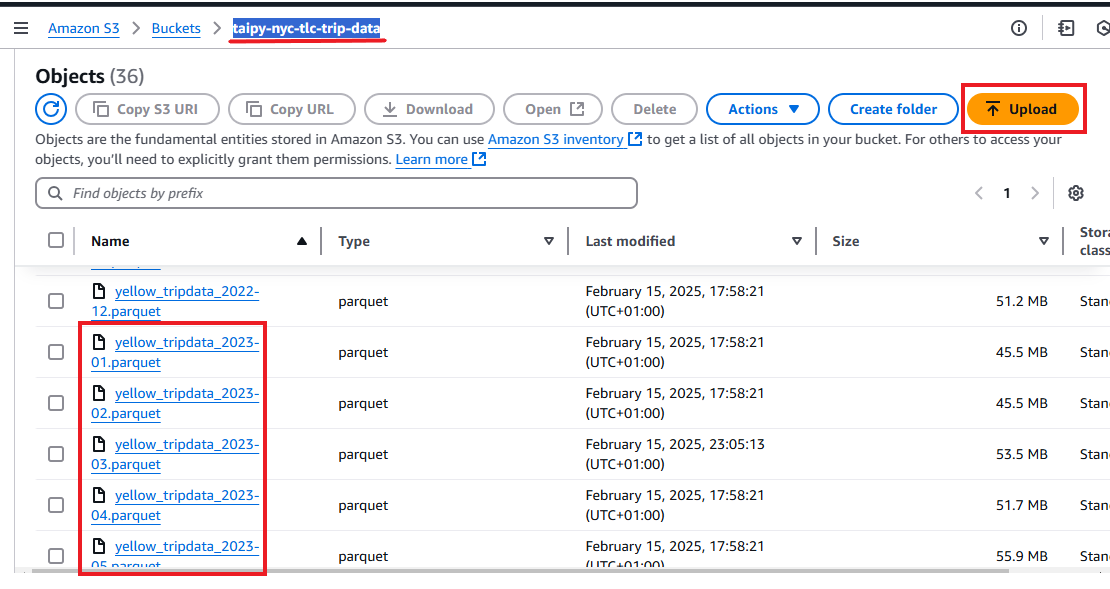 Amazon S3 > Buckets > taipy-nyc-tlc-trip-data
Objects (36)
Copy S3 URI Copy URL Download Open Delete Actions Create folder Upload
Objects are the fundamental entities stored in Amazon S3. You can use Amazon S3 inventory to get a list of all objects in your bucket. For others to access your
objects, you'll need to explicitly grant them permissions. Learn more
Find objects by prefix
1
Name Type Last modified Size Stora
class
yellow_tripdata_2022-
12.parquet
parquet
February 15, 2025, 17:58:21
(UTC+01:00)
51.2 MB
Stan
yellow_tripdata_2023-
01.parquet
parquet
February 15, 2025, 17:58:21
(UTC+01:00)
45.5 MB
Stan
yellow_tripdata_2023-
02.parquet
parquet
February 15, 2025, 17:58:21
(UTC+01:00)
45.5 MB
Stan
yellow_tripdata_2023-
03.parquet
parquet
February 15, 2025, 23:05:13
(UTC+01:00)
53.5 MB
Stan
yellow_tripdata_2023-
04.parquet
parquet
February 15, 2025, 17:58:21
(UTC+01:00)
51.7 MB
Stan
yellow_tripdata_2023-
05.parquet
parquet
February 15, 2025, 17:58:21
(UTC+01:00)
55.9 MB
Stan